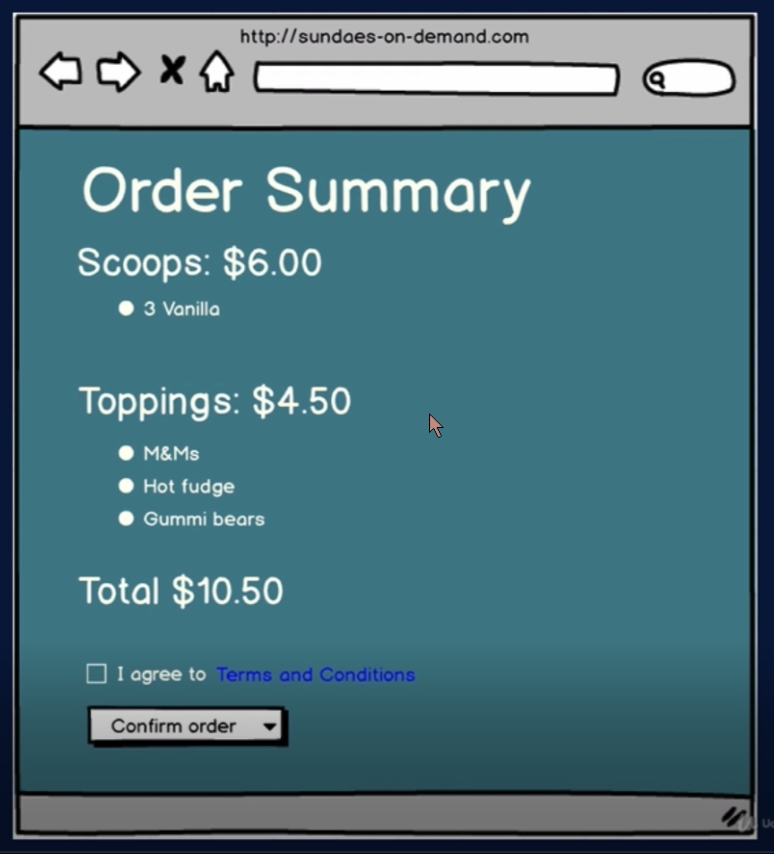 http://sundaes-on-demand.com
Order Summary
Scoops: $6.00
3 Vanilla
Toppings: $4.50
M&Ms
Hot fudge
Gummi bears
Total $10.50
I agree to Terms and Conditions
Confirm order